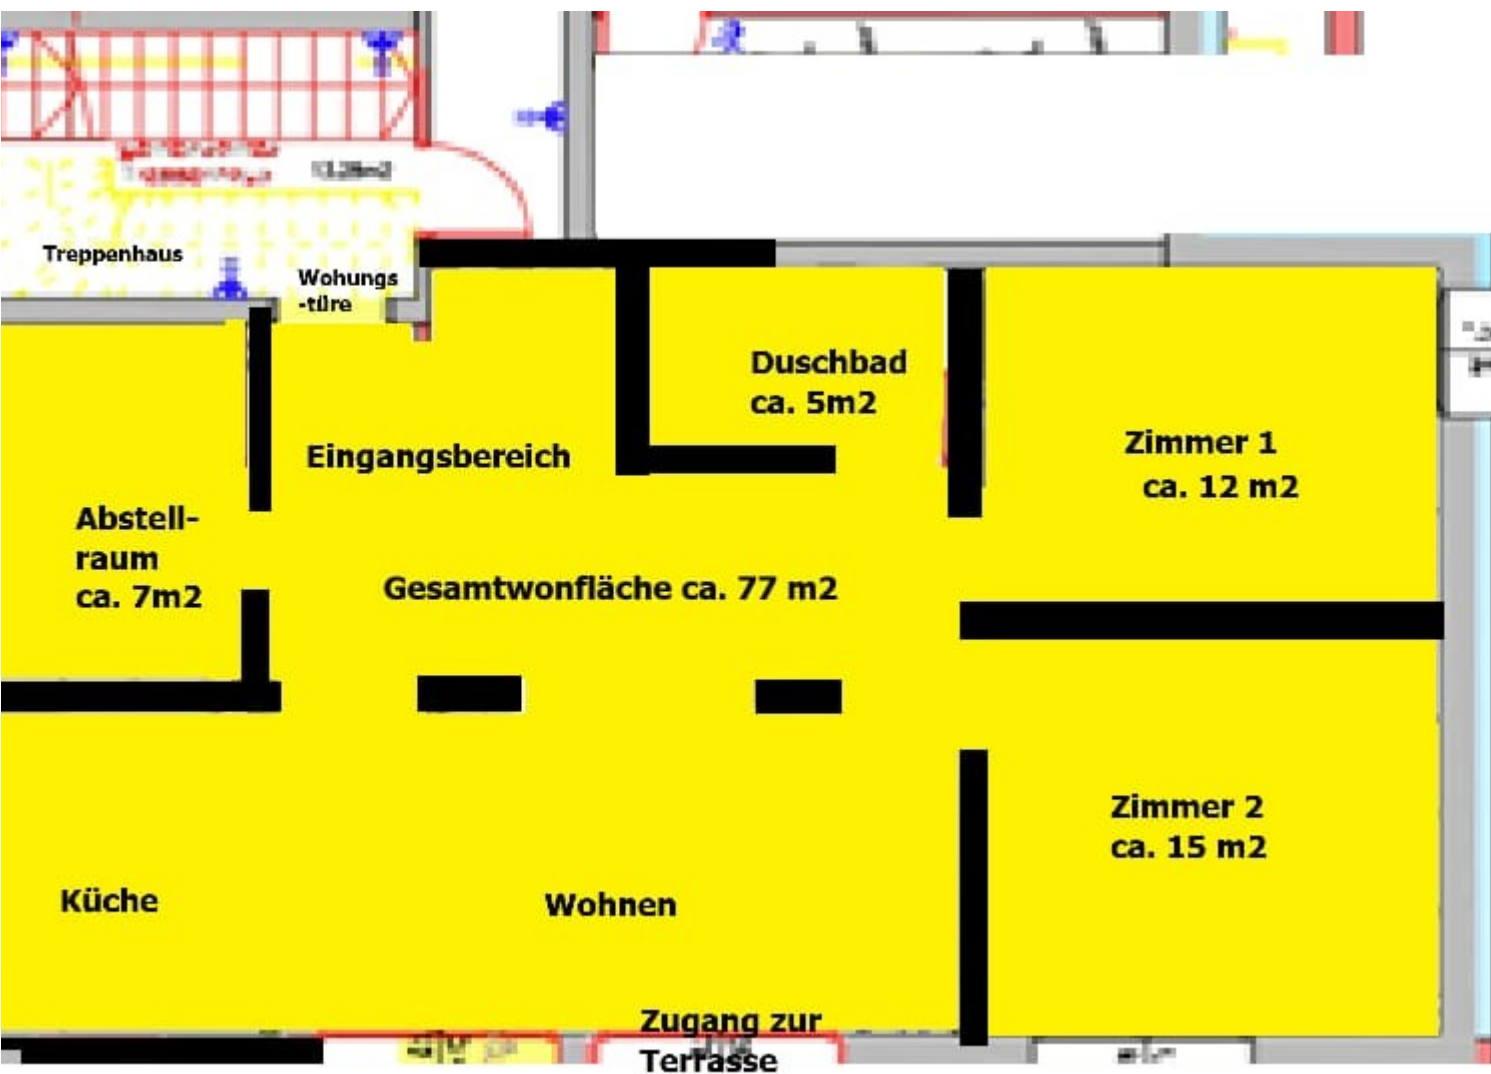 Treppenhaus
Wohungs
-türe
Duschbad
ca. 5m2
Zimmer 1
ca. 12 m2
Eingangsbereich
Abstell-
raum
ca. 7m2
Gesamtwonfläche ca. 77 m2
Zimmer 2
ca. 15 m2
Küche
Wohnen
Zugang zur
Terrasse